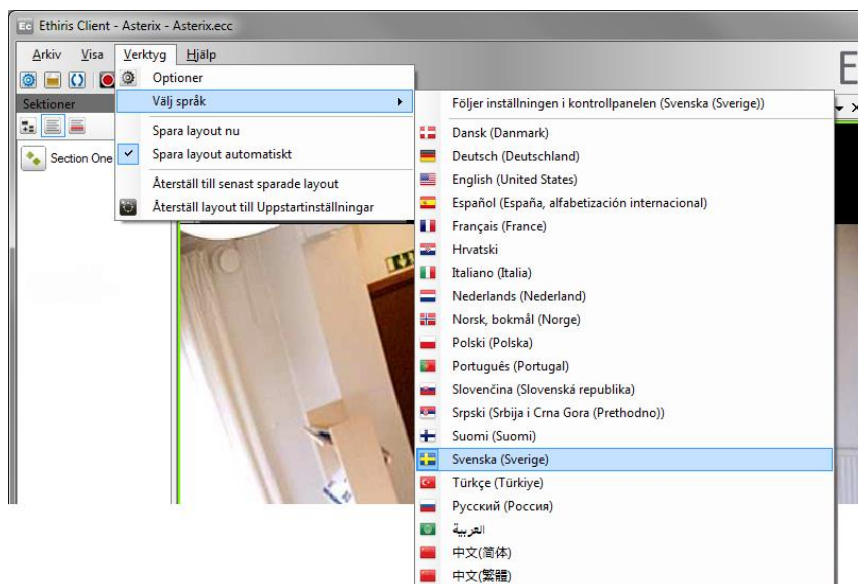 Ethiris Client - Asterix - Asterix.ecc
Arkiv Visa Verktyg Hjälp
Sektioner
Section One
Optioner
Välj språk
Spara layout nu
Spara layout automatiskt
Återställ till senast sparade layout
Återställ layout till Uppstartinställningar
Följer inställningen i kontrollpanelen (Svenska (Sverige))
Dansk (Danmark)
Deutsch (Deutschland)
English (United States)
Español (España, alfabetización internacional)
Français (France)
Hrvatski
Italiano (Italia)
Nederlands (Nederland)
Norsk, bokmål (Norge)
Polski (Polska)
Português (Portugal)
Slovenčina (Slovenská republika)
Srpski (Srbija i Crna Gora (Prethodno))
Suomi (Suomi)
Svenska (Sverige)
Türkçe (Türkiye)
Русский (Россия)
العربية
中文(简体)
中文(繁體)